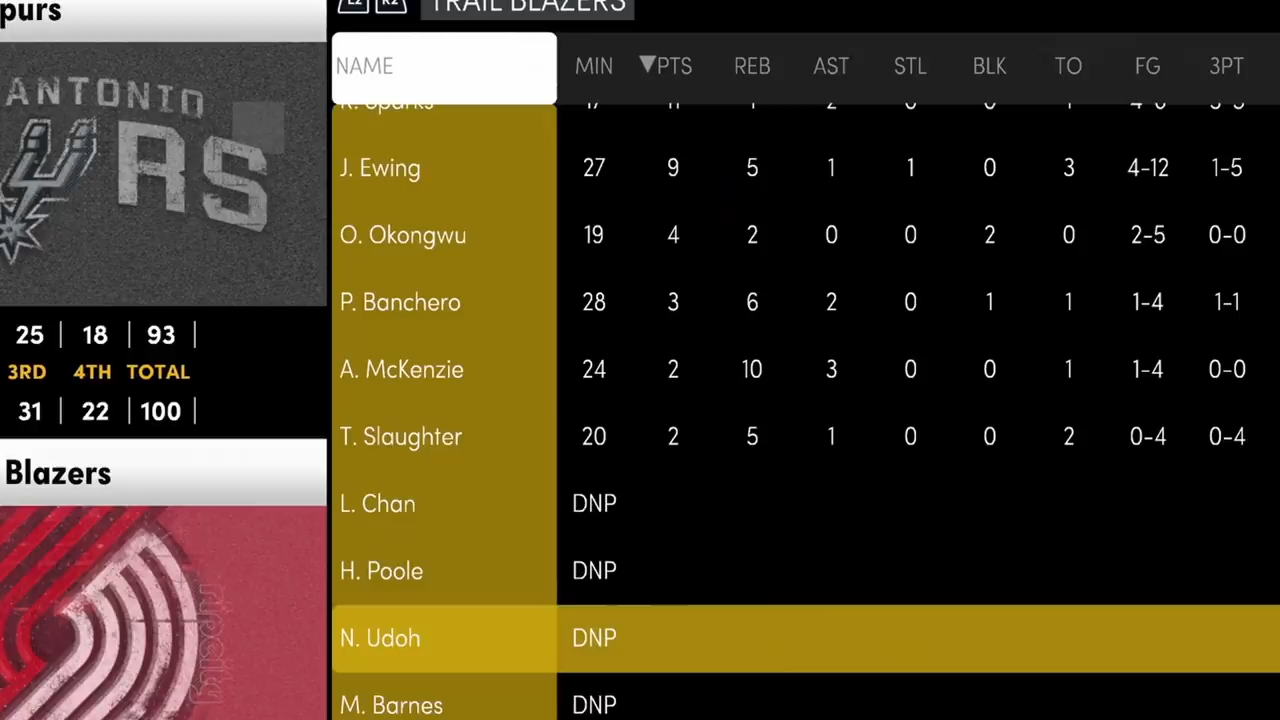 purs
L2 R2 TRAIL BLAZERS
NAME MIN ▼PTS REB AST STL BLK TO FG 3PT
ANTONIO
RS
J. Ewing 27 9 5 1 1 0 3 4-12 1-5
O. Okongwu 19 4 2 0 0 2 0 2-5 0-0
P. Banchero 28 3 6 2 0 1 1 1-4 1-1
A. McKenzie 24 2 10 3 0 0 1 1-4 0-0
T. Slaughter 20 2 5 1 0 0 2 0-4 0-4
L. Chan DNP
H. Poole DNP
N. Udoh DNP
M. Barnes DNP
25 | 18 | 93 |
3RD 4TH TOTAL
31 | 22 | 100 |
Blazers
ripcity